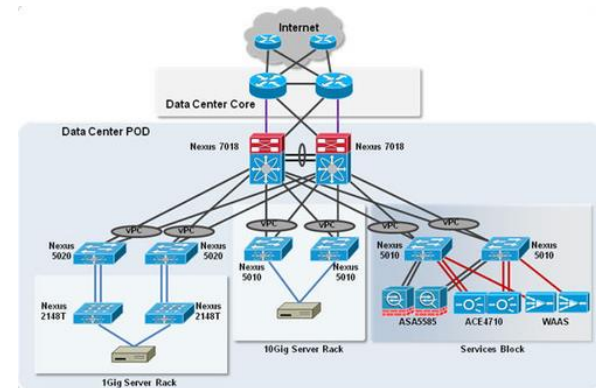 Internet
Data Center Core
Data Center POD
Nexus 7018
Nexus 7018
vPC
vPC
vPC
vPC
vPC
vPC
Nexus
5020
Nexus
5020
Nexus
5010
Nexus
5010
Nexus
5010
Nexus
5010
Nexus
2148T
Nexus
2148T
ASA5585
ACE4710
WAAS
10Gig Server Rack
Services Block
1Gig Server Rack